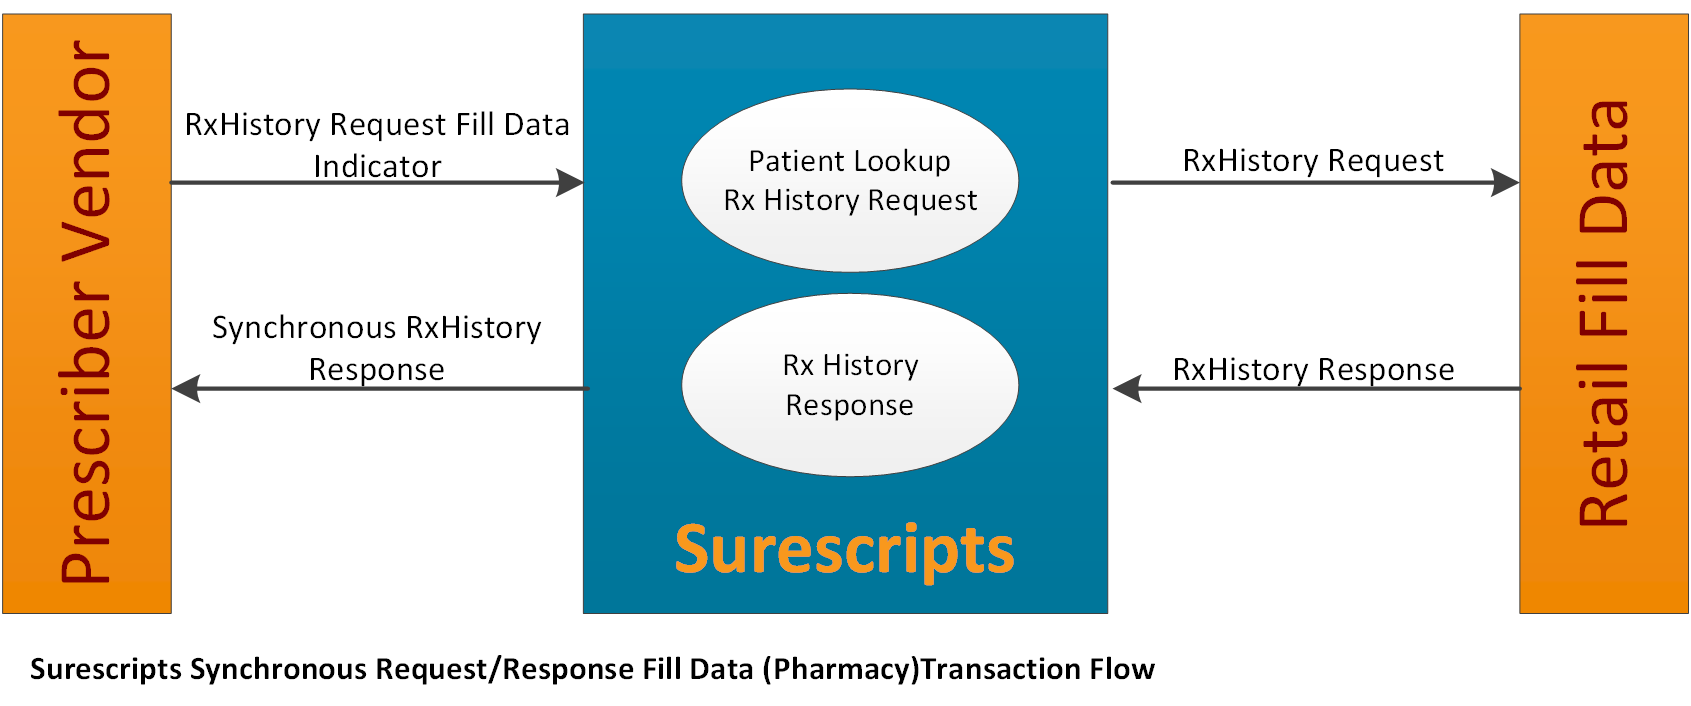 Prescriber Vendor
RxHistory Request Fill Data
Indicator
Synchronous RxHistory
Response
Patient Lookup
Rx History Request
Rx History
Response
Surescripts
RxHistory Request
RxHistory Response
Retail Fill Data
Surescripts Synchronous Request/Response Fill Data (Pharmacy)Transaction Flow